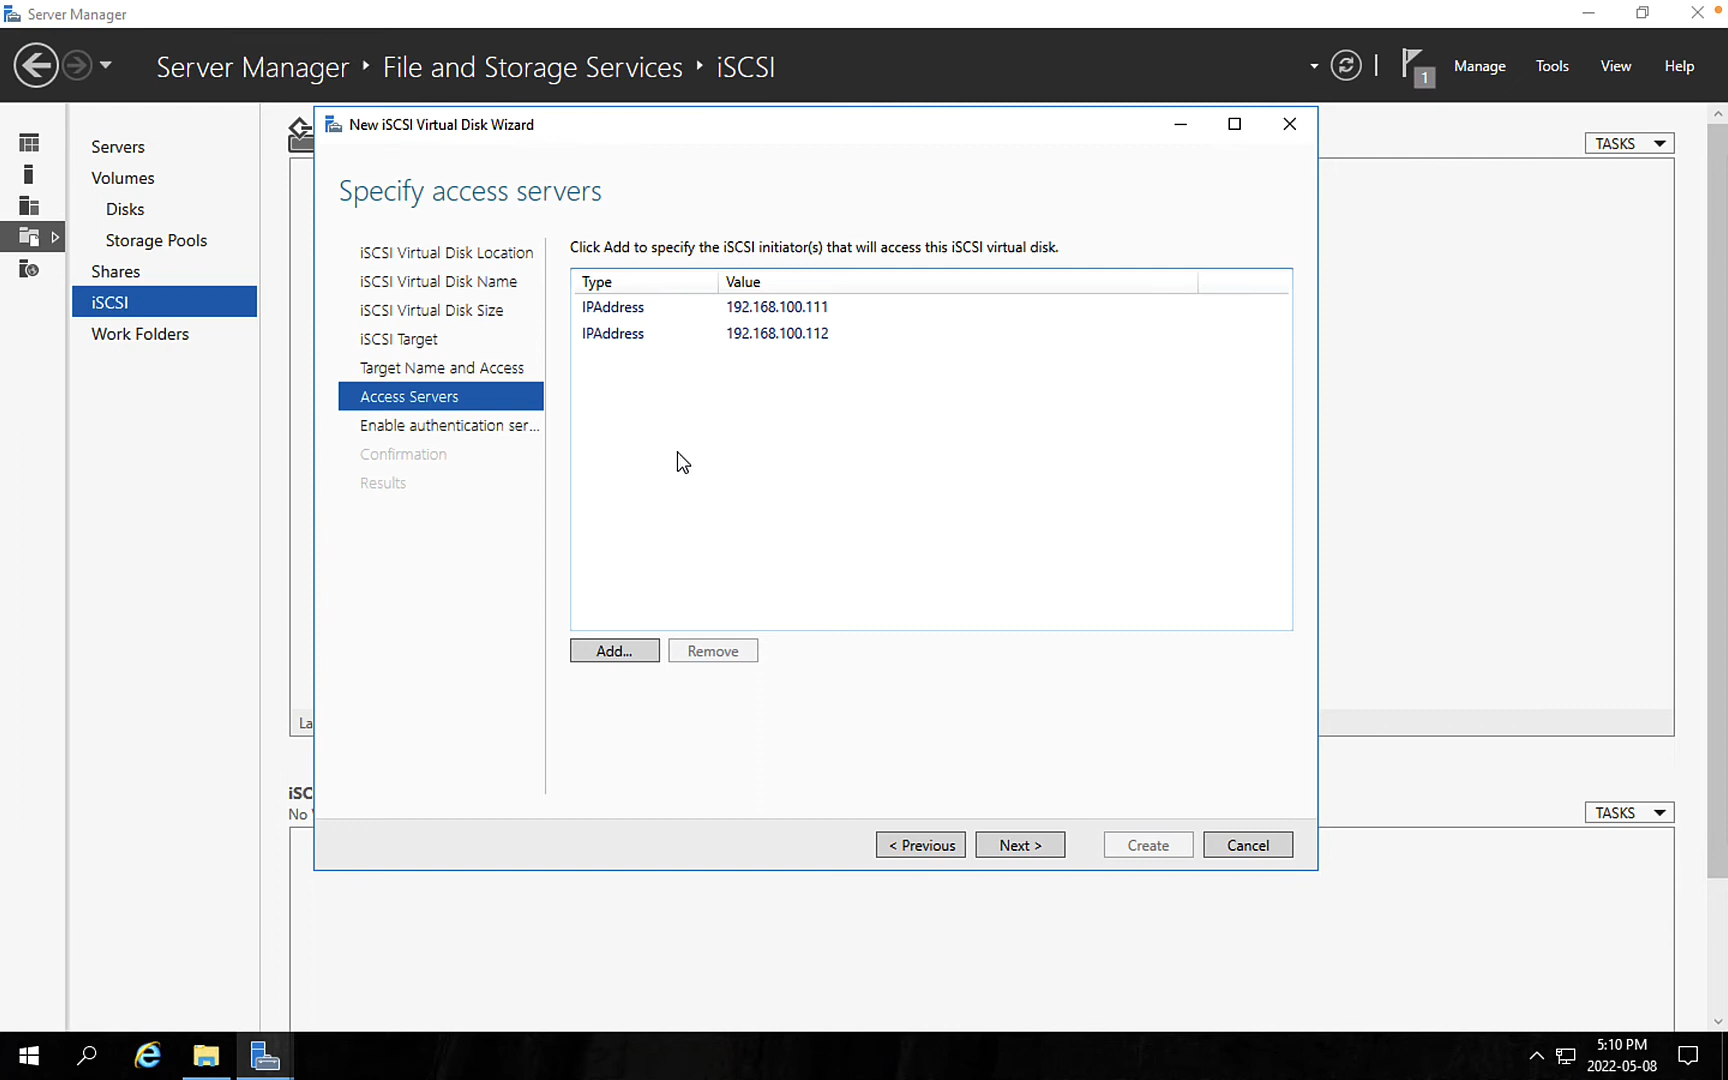 Server Manager
Server Manager ‣ File and Storage Services ‣ iSCSI
1
Manage
Tools
View
Help
Servers
Volumes
Disks
Storage Pools
Shares
iSCSI
Work Folders
TASKS
New iSCSI Virtual Disk Wizard
Specify access servers
iSCSI Virtual Disk Location
iSCSI Virtual Disk Name
iSCSI Virtual Disk Size
iSCSI Target
Target Name and Access
Access Servers
Enable authentication ser...
Confirmation
Results
Click Add to specify the iSCSI initiator(s) that will access this iSCSI virtual disk.
Type Value
IPAddress 192.168.100.111
IPAddress 192.168.100.112
Add...
Remove
< Previous
Next >
Create
Cancel
La
iSC
No
TASKS
5:10 PM
2022-05-08